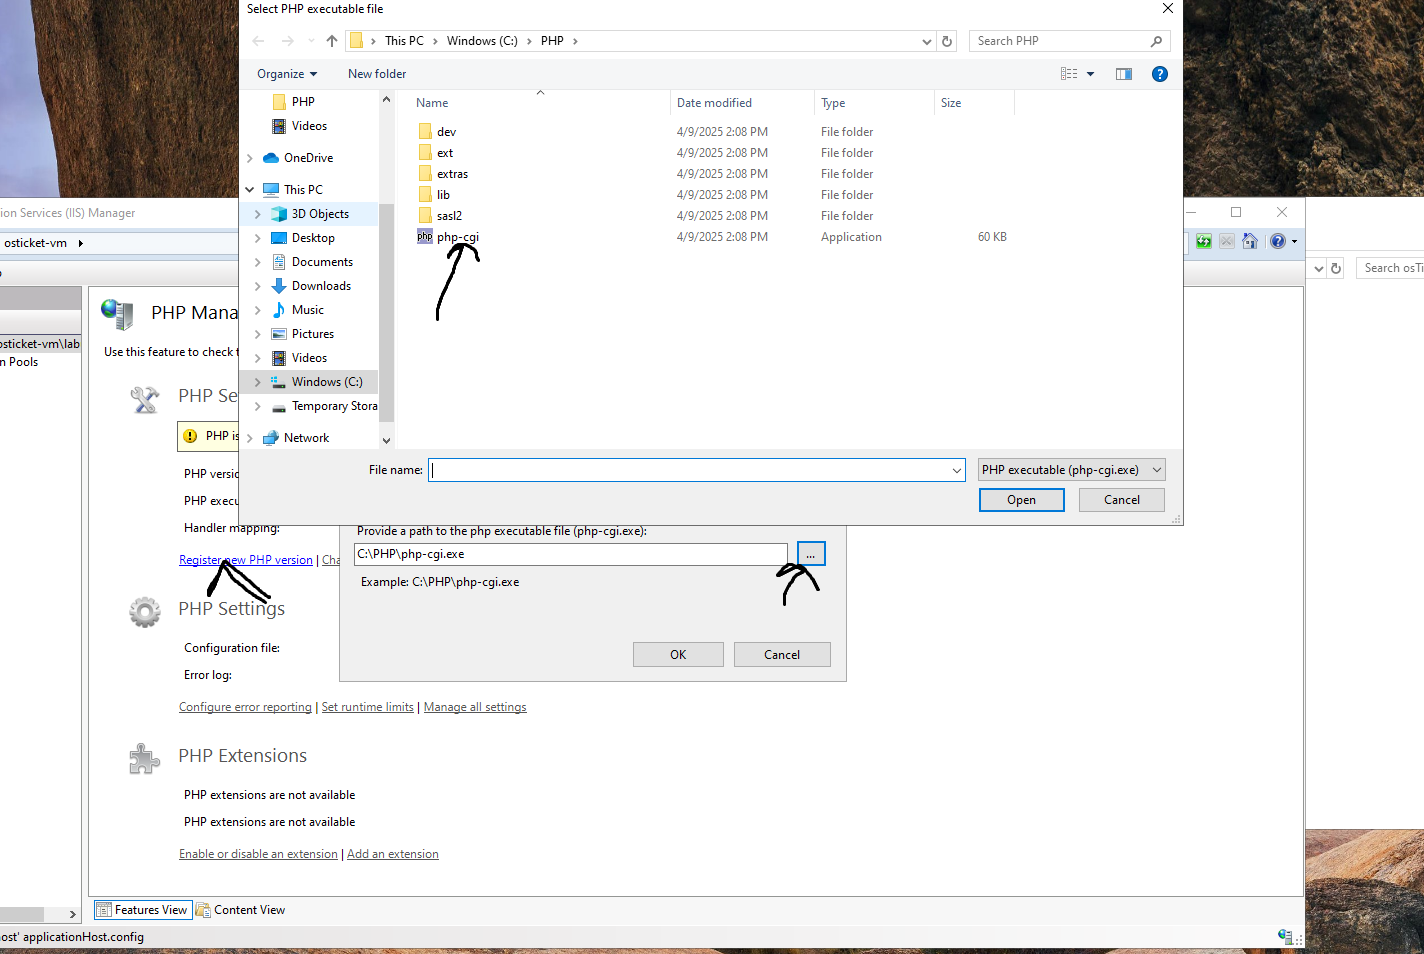 Select PHP executable file
This PC > Windows (C:) > PHP >
Search PHP
Organize
New folder
Name
Date modified
Type
Size
PHP
Videos
OneDrive
This PC
3D Objects
Desktop
Documents
Downloads
Music
Pictures
Videos
Windows (C:)
Temporary Stora
Network
dev 4/9/2025 2:08 PM File folder
ext 4/9/2025 2:08 PM File folder
extras 4/9/2025 2:08 PM File folder
lib 4/9/2025 2:08 PM File folder
sasl2 4/9/2025 2:08 PM File folder
php php-cgi 4/9/2025 2:08 PM Application 60 KB
File name:
PHP executable (php-cgi.exe)
Open
Cancel
ion Services (IIS) Manager
osticket-vm
Search osTi
osticket-vm\lab
n Pools
PHP Mana
Use this feature to check t
PHP Se
PHP is
PHP versio
PHP execu
Handler mapping:
Register new PHP version | Cha
Provide a path to the php executable file (php-cgi.exe):
C:\PHP\php-cgi.exe
...
Example: C:\PHP\php-cgi.exe
OK
Cancel
PHP Settings
Configuration file:
Error log:
Configure error reporting | Set runtime limits | Manage all settings
PHP Extensions
PHP extensions are not available
PHP extensions are not available
Enable or disable an extension | Add an extension
Features View
Content View
ost' applicationHost.config